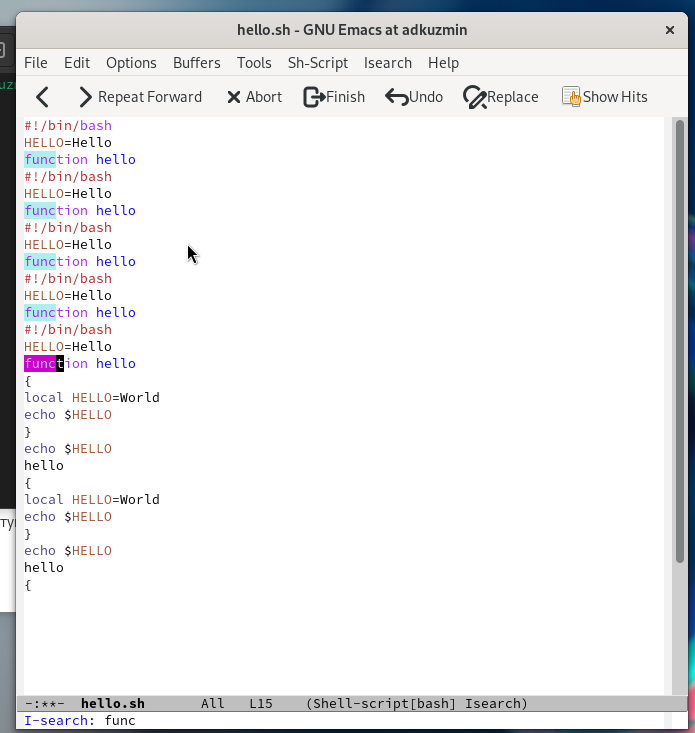 hello.sh - GNU Emacs at adkuzmin
File Edit Options Buffers Tools Sh-Script Isearch Help
Repeat Forward Abort Finish Undo Replace Show Hits
#!/bin/bash
HELLO=Hello
function hello
#!/bin/bash
HELLO=Hello
function hello
#!/bin/bash
HELLO=Hello
function hello
#!/bin/bash
HELLO=Hello
function hello
#!/bin/bash
HELLO=Hello
function hello
{
local HELLO=World
echo $HELLO
}
echo $HELLO
hello
{
local HELLO=World
echo $HELLO
}
echo $HELLO
hello
{
-:**- hello.sh All L15 (Shell-script[bash] Isearch)
I-search: func